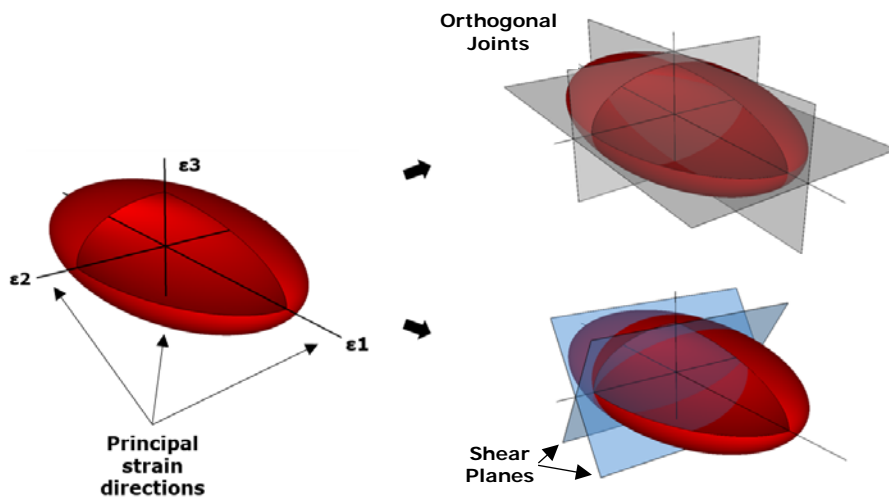 Orthogonal
Joints
ε3
ε2
ε1
Principal
strain
directions
Shear
Planes